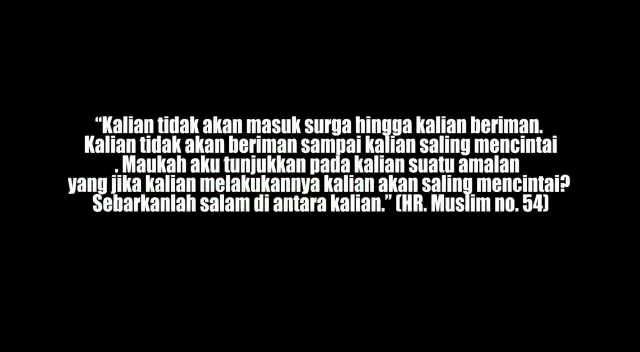 “Kalian tidak akan masuk surga hingga kalian beriman.
Kalian tidak akan beriman sampai kalian saling mencintai
. Maukah aku tunjukkan pada kalian suatu amalan
yang jika kalian melakukannya kalian akan saling mencintai?
Sebarkanlah salam di antara kalian.” (HR. Muslim no. 54)